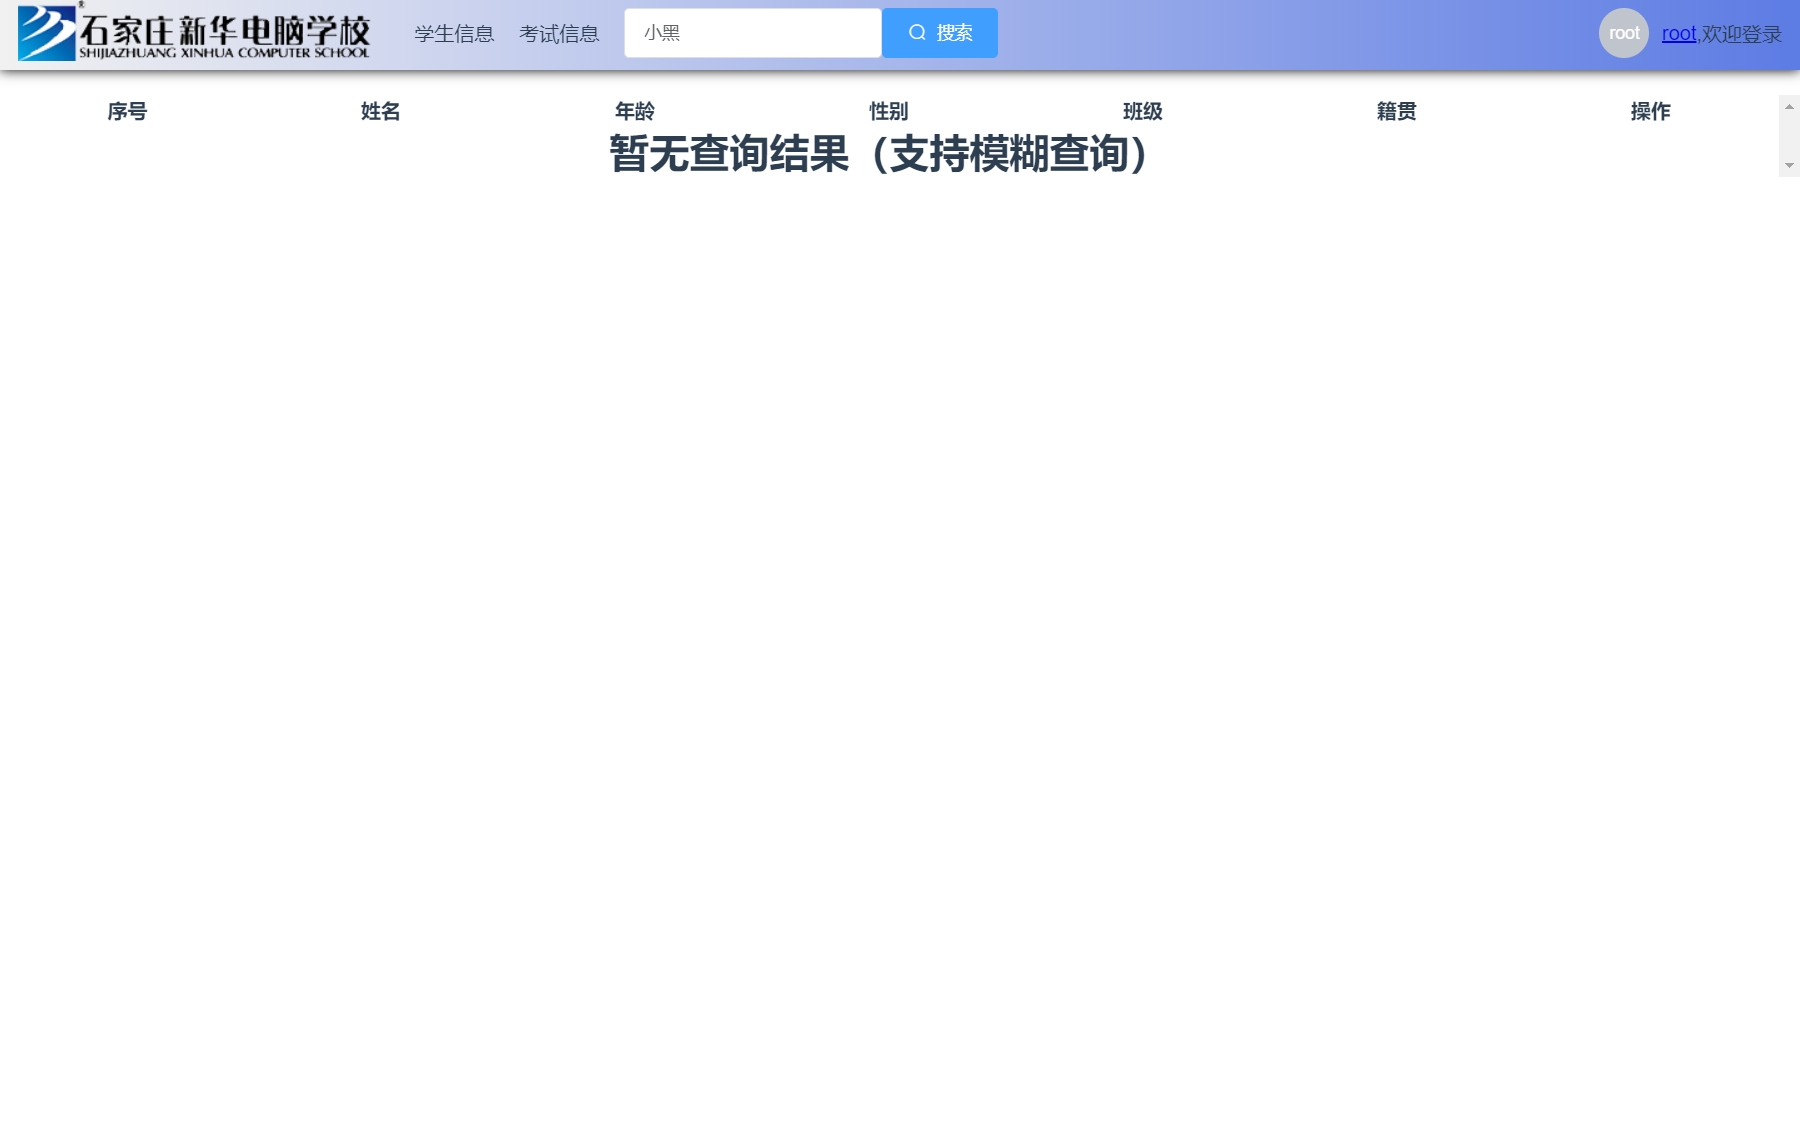 石家庄新华电脑学校®
SHIJIAZHUANG XINHUA COMPUTER SCHOOL
学生信息 考试信息 小黑 搜索 root root,欢迎登录
序号 姓名 年龄 性别 班级 籍贯 操作
暂无查询结果（支持模糊查询）